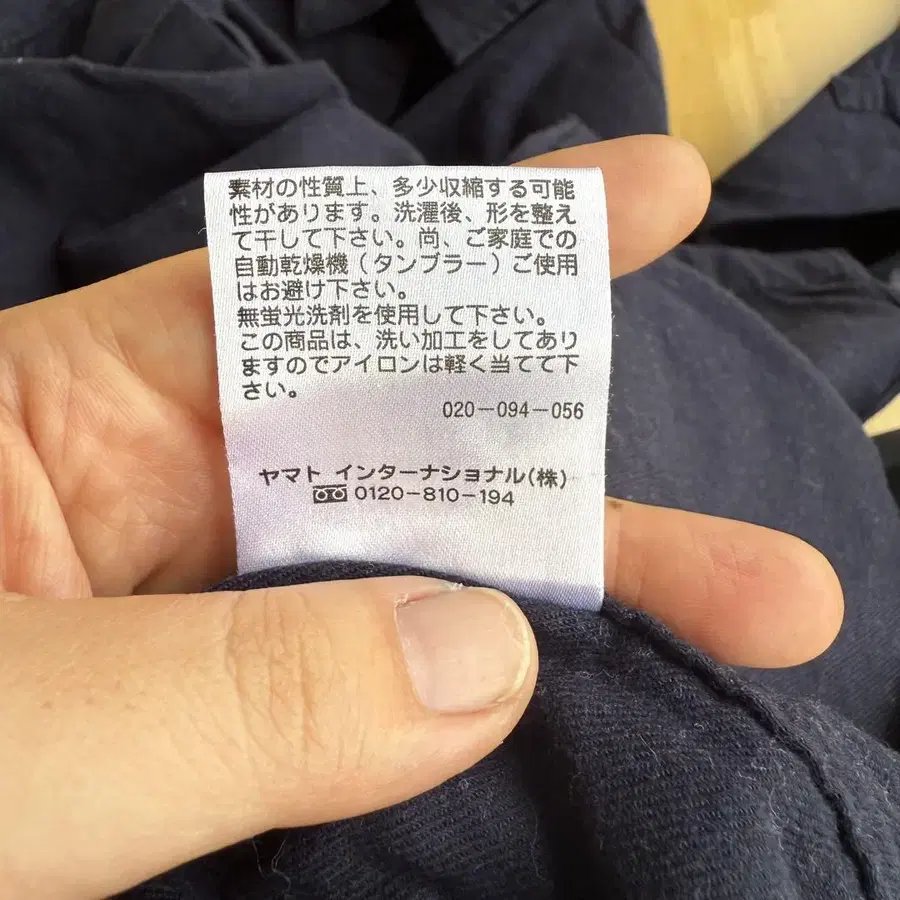 素材の性質上、多少収縮する可能
性があります。洗濯後、形を整え
て干して下さい。尚、ご家庭での
自動乾燥機（タンブラー）ご使用
はお避け下さい。
無蛍光洗剤を使用して下さい。
この商品は、洗い加工をしてあり
ますのでアイロンは軽く当てて下
さい。
020-094-056
ヤマト インターナショナル(株)
0120-810-194